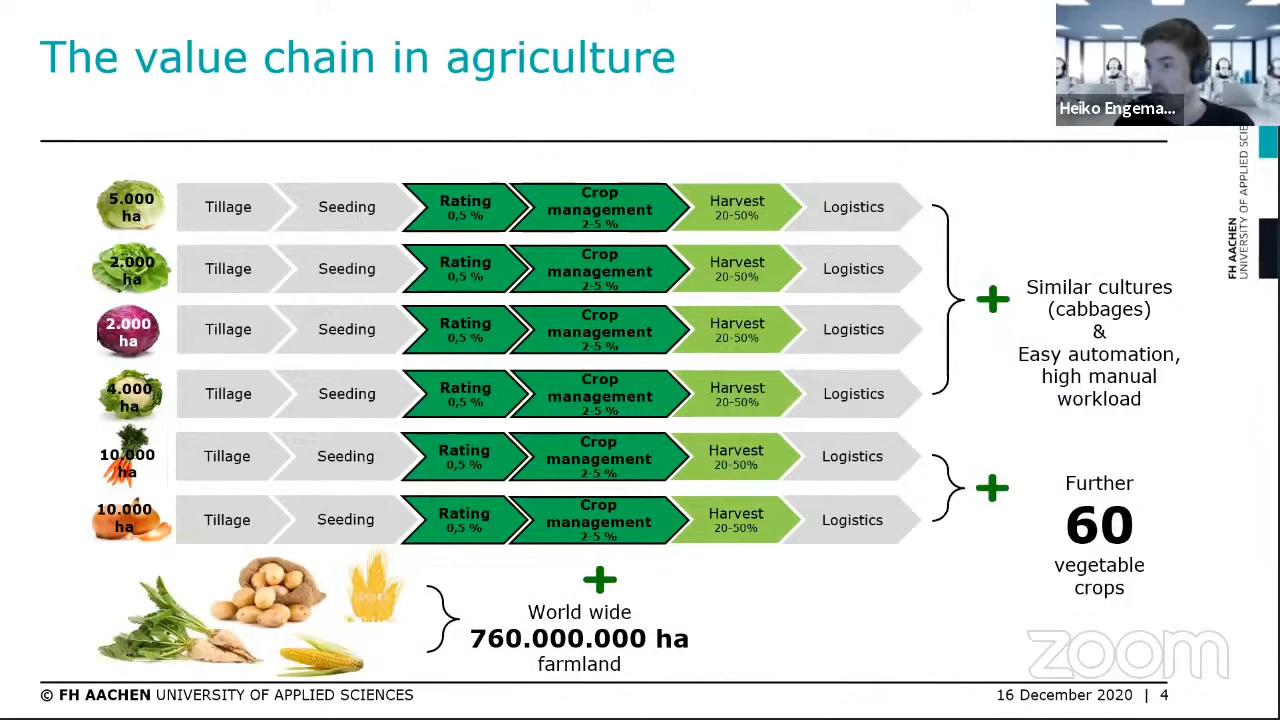 The value chain in agriculture
Heiko Engema...
FH AACHEN
UNIVERSITY OF APPLIED SCIE
5.000
ha
Tillage
Seeding
Rating
0,5 %
Crop
management
2-5 %
Harvest
20-50%
Logistics
2.000
ha
Tillage
Seeding
Rating
0,5 %
Crop
management
2-5 %
Harvest
20-50%
Logistics
2.000
ha
Tillage
Seeding
Rating
0,5 %
Crop
management
2-5 %
Harvest
20-50%
Logistics
4.000
ha
Tillage
Seeding
Rating
0,5 %
Crop
management
2-5 %
Harvest
20-50%
Logistics
10.000
ha
Tillage
Seeding
Rating
0,5 %
Crop
management
2-5 %
Harvest
20-50%
Logistics
10.000
ha
Tillage
Seeding
Rating
0,5 %
Crop
management
2-5 %
Harvest
20-50%
Logistics
+
Similar cultures
(cabbages)
&
Easy automation,
high manual
workload
+
Further
60
vegetable
crops
+
World wide
760.000.000 ha
farmland
zoom
© FH AACHEN UNIVERSITY OF APPLIED SCIENCES
16 December 2020 | 4